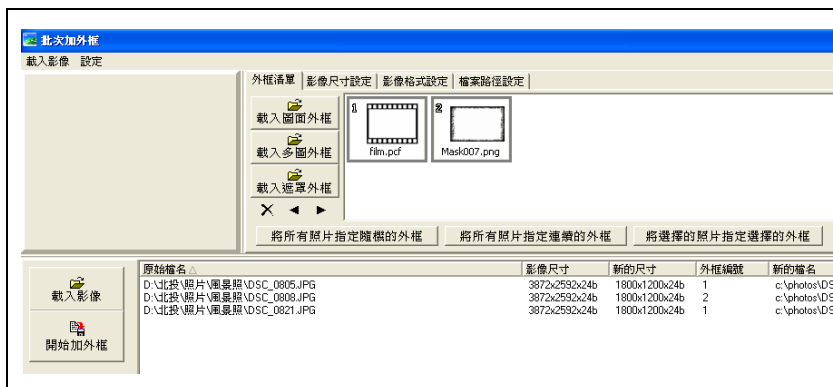 批次加外框
載入影像 設定
外框清單 影像尺寸設定 影像格式設定 檔案路徑設定
載入圖面外框
載入多圖外框
載入遮罩外框
1 2
film.pcf Mask007.png
將所有照片指定隨機的外框 將所有照片指定連續的外框 將選擇的照片指定選擇的外框
載入影像
開始加外框
原始檔名 影像尺寸 新的尺寸 外框編號 新的檔名
D:\北投\照片\風景照\DSC_0805.JPG 3872x2592x24b 1800x1200x24b 1 c:\photos\DS
D:\北投\照片\風景照\DSC_0808.JPG 3872x2592x24b 1800x1200x24b 2 c:\photos\DS
D:\北投\照片\風景照\DSC_0821.JPG 3872x2592x24b 1800x1200x24b 1 c:\photos\DS